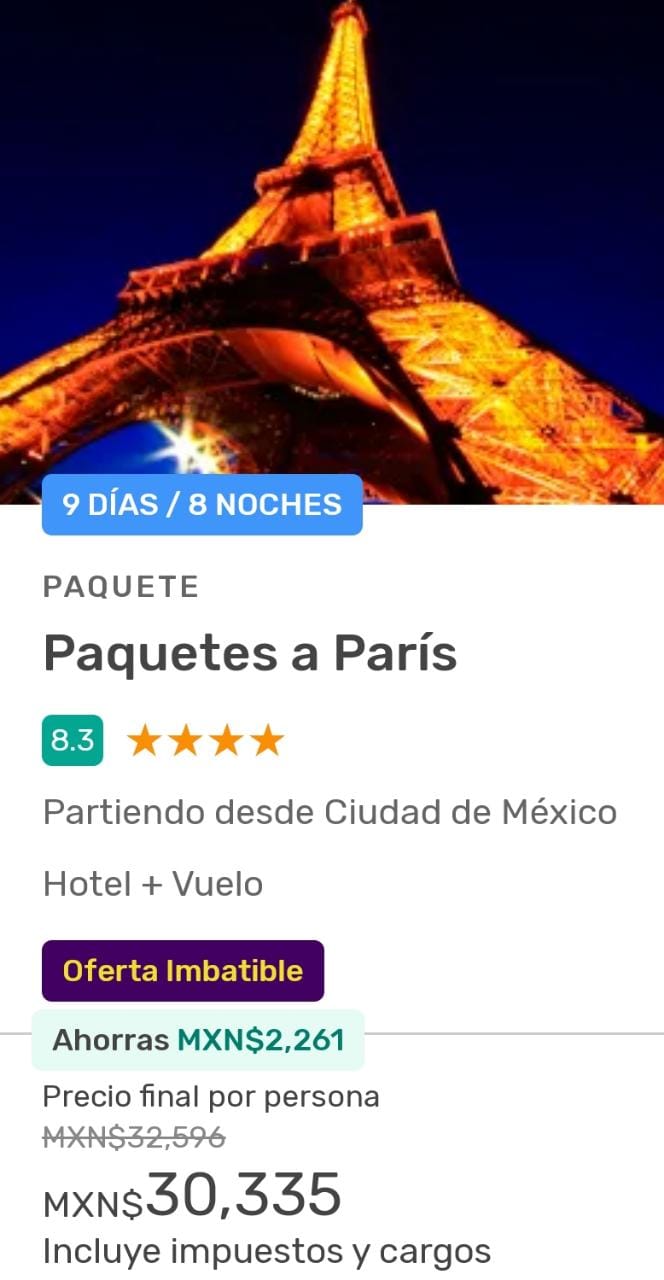 9 DÍAS / 8 NOCHES
PAQUETE
Paquetes a París
8.3
Partiendo desde Ciudad de México
Hotel + Vuelo
Oferta Imbatible
Ahorras MXN$2,261
Precio final por persona
MXN$32,596
MXN$30,335
Incluye impuestos y cargos